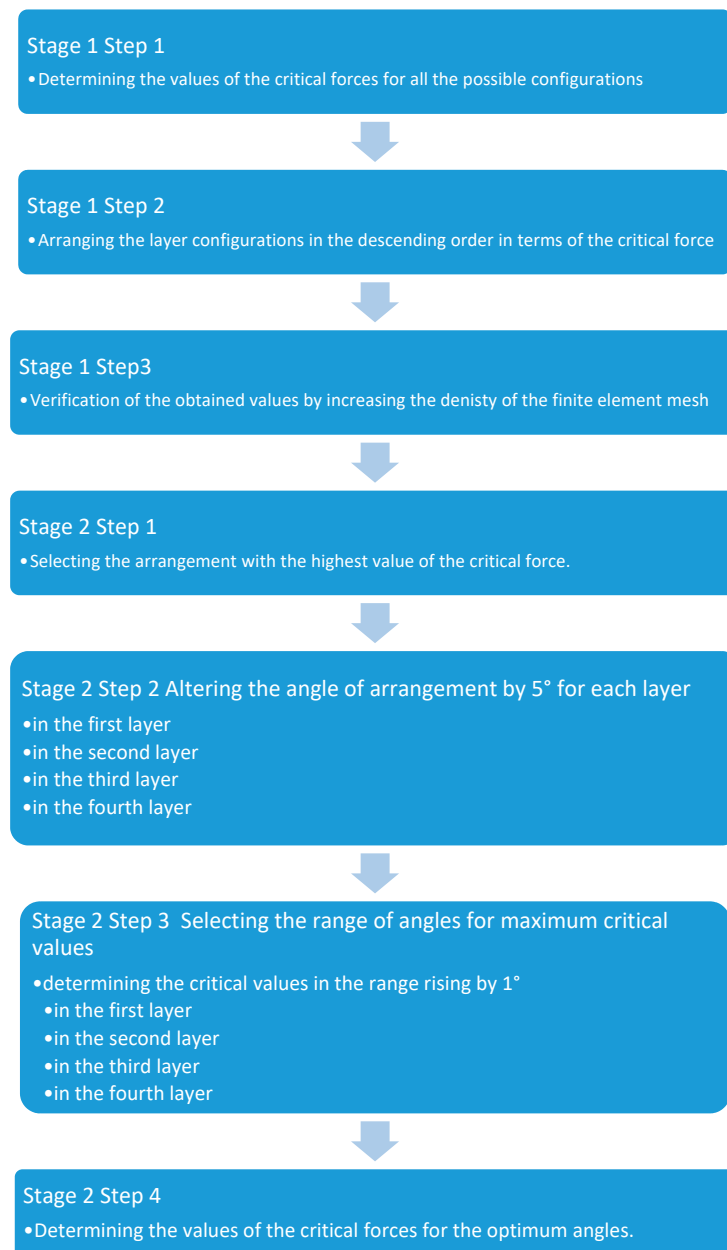 Stage 1 Step 1
•Determining the values of the critical forces for all the possible configurations
Stage 1 Step 2
•Arranging the layer configurations in the descending order in terms of the critical force
Stage 1 Step3
•Verification of the obtained values by increasing the denisty of the finite element mesh
Stage 2 Step 1
•Selecting the arrangement with the highest value of the critical force.
Stage 2 Step 2 Altering the angle of arrangement by 5° for each layer
•in the first layer
•in the second layer
•in the third layer
•in the fourth layer
Stage 2 Step 3 Selecting the range of angles for maximum critical
values
•determining the critical values in the range rising by 1°
•in the first layer
•in the second layer
•in the third layer
•in the fourth layer
Stage 2 Step 4
•Determining the values of the critical forces for the optimum angles.